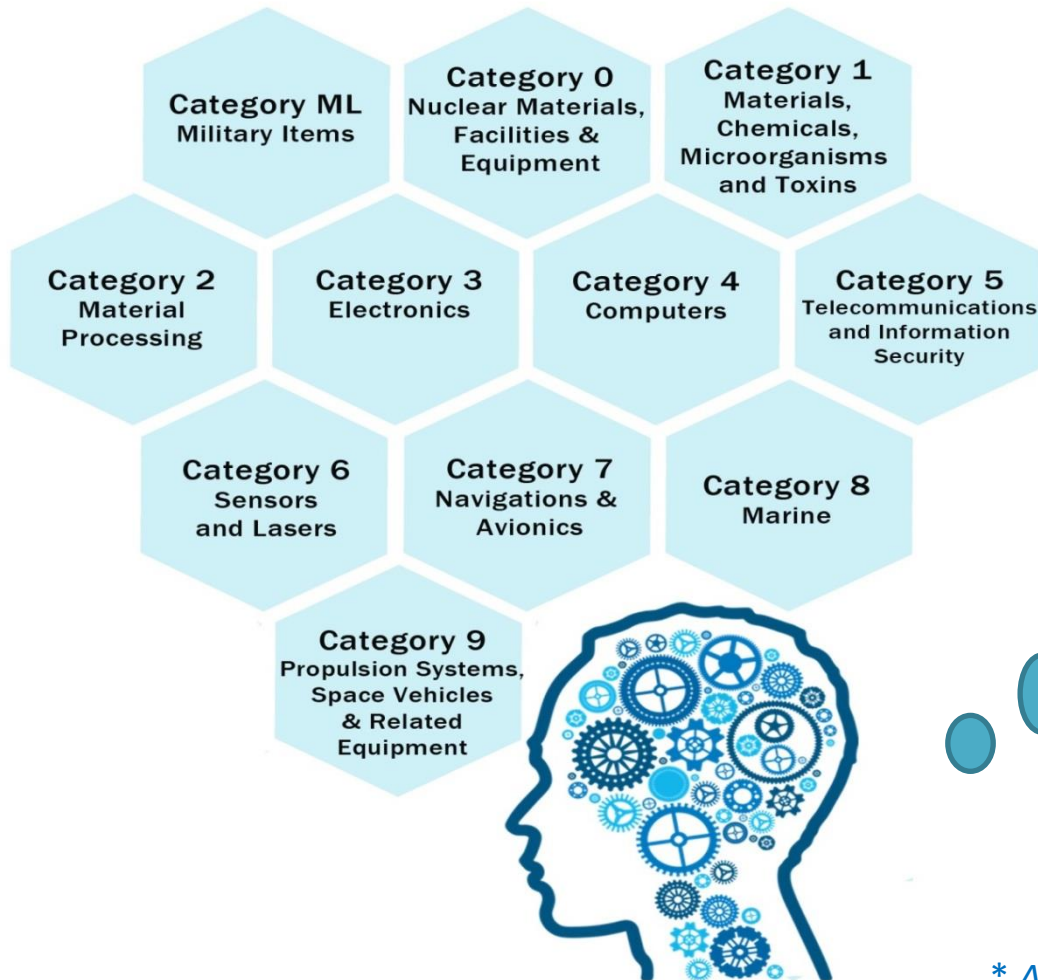 Category ML
Military Items
Category 0
Nuclear Materials,
Facilities &
Equipment
Category 1
Materials,
Chemicals,
Microorganisms
and Toxins
Category 2
Material
Processing
Category 3
Electronics
Category 4
Computers
Category 5
Telecommunications
and Information
Security
Category 6
Sensors
and Lasers
Category 7
Navigations &
Avionics
Category 8
Marine
Category 9
Propulsion Systems,
Space Vehicles
& Related
Equipment